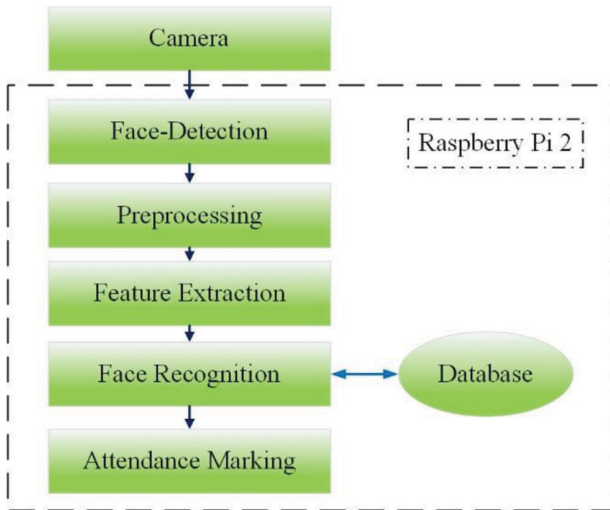 Camera
Face-Detection
Raspberry Pi 2
Preprocessing
Feature Extraction
Face Recognition
Database
Attendance Marking